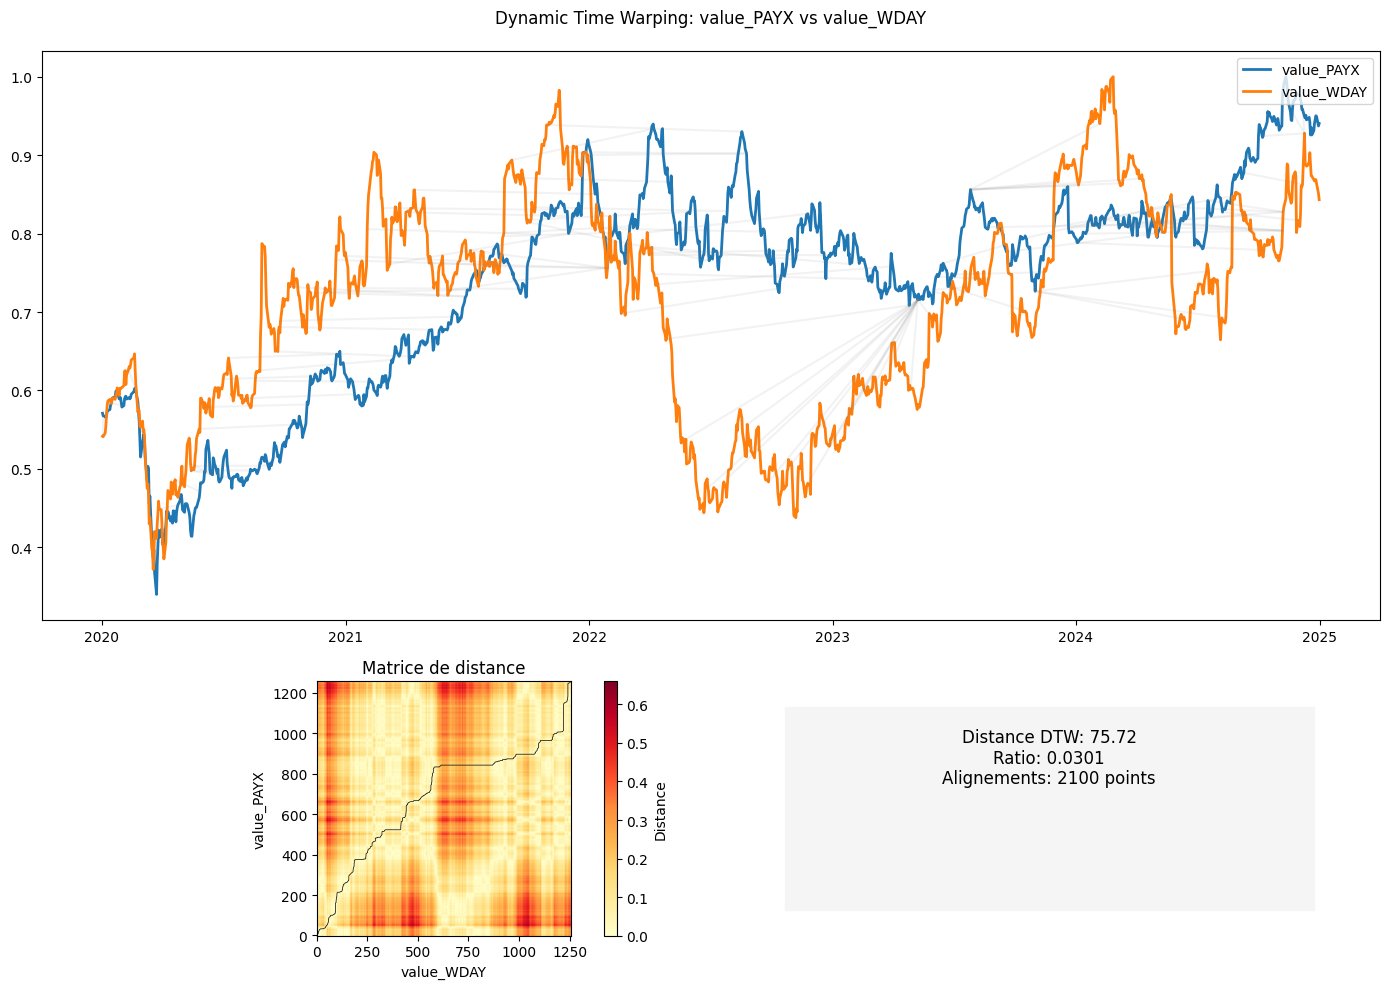 Dynamic Time Warping: value_PAYX vs value_WDAY
value_PAYX
value_WDAY
1.0
0.9
0.8
0.7
0.6
0.5
0.4
2020 2021 2022 2023 2024 2025
Matrice de distance
value_PAYX
1200
1000
800
600
400
200
0
0 250 500 750 1000 1250
value_WDAY
0.6
0.5
0.4
0.3
0.2
0.1
0.0
Distance
Distance DTW: 75.72
Ratio: 0.0301
Alignements: 2100 points